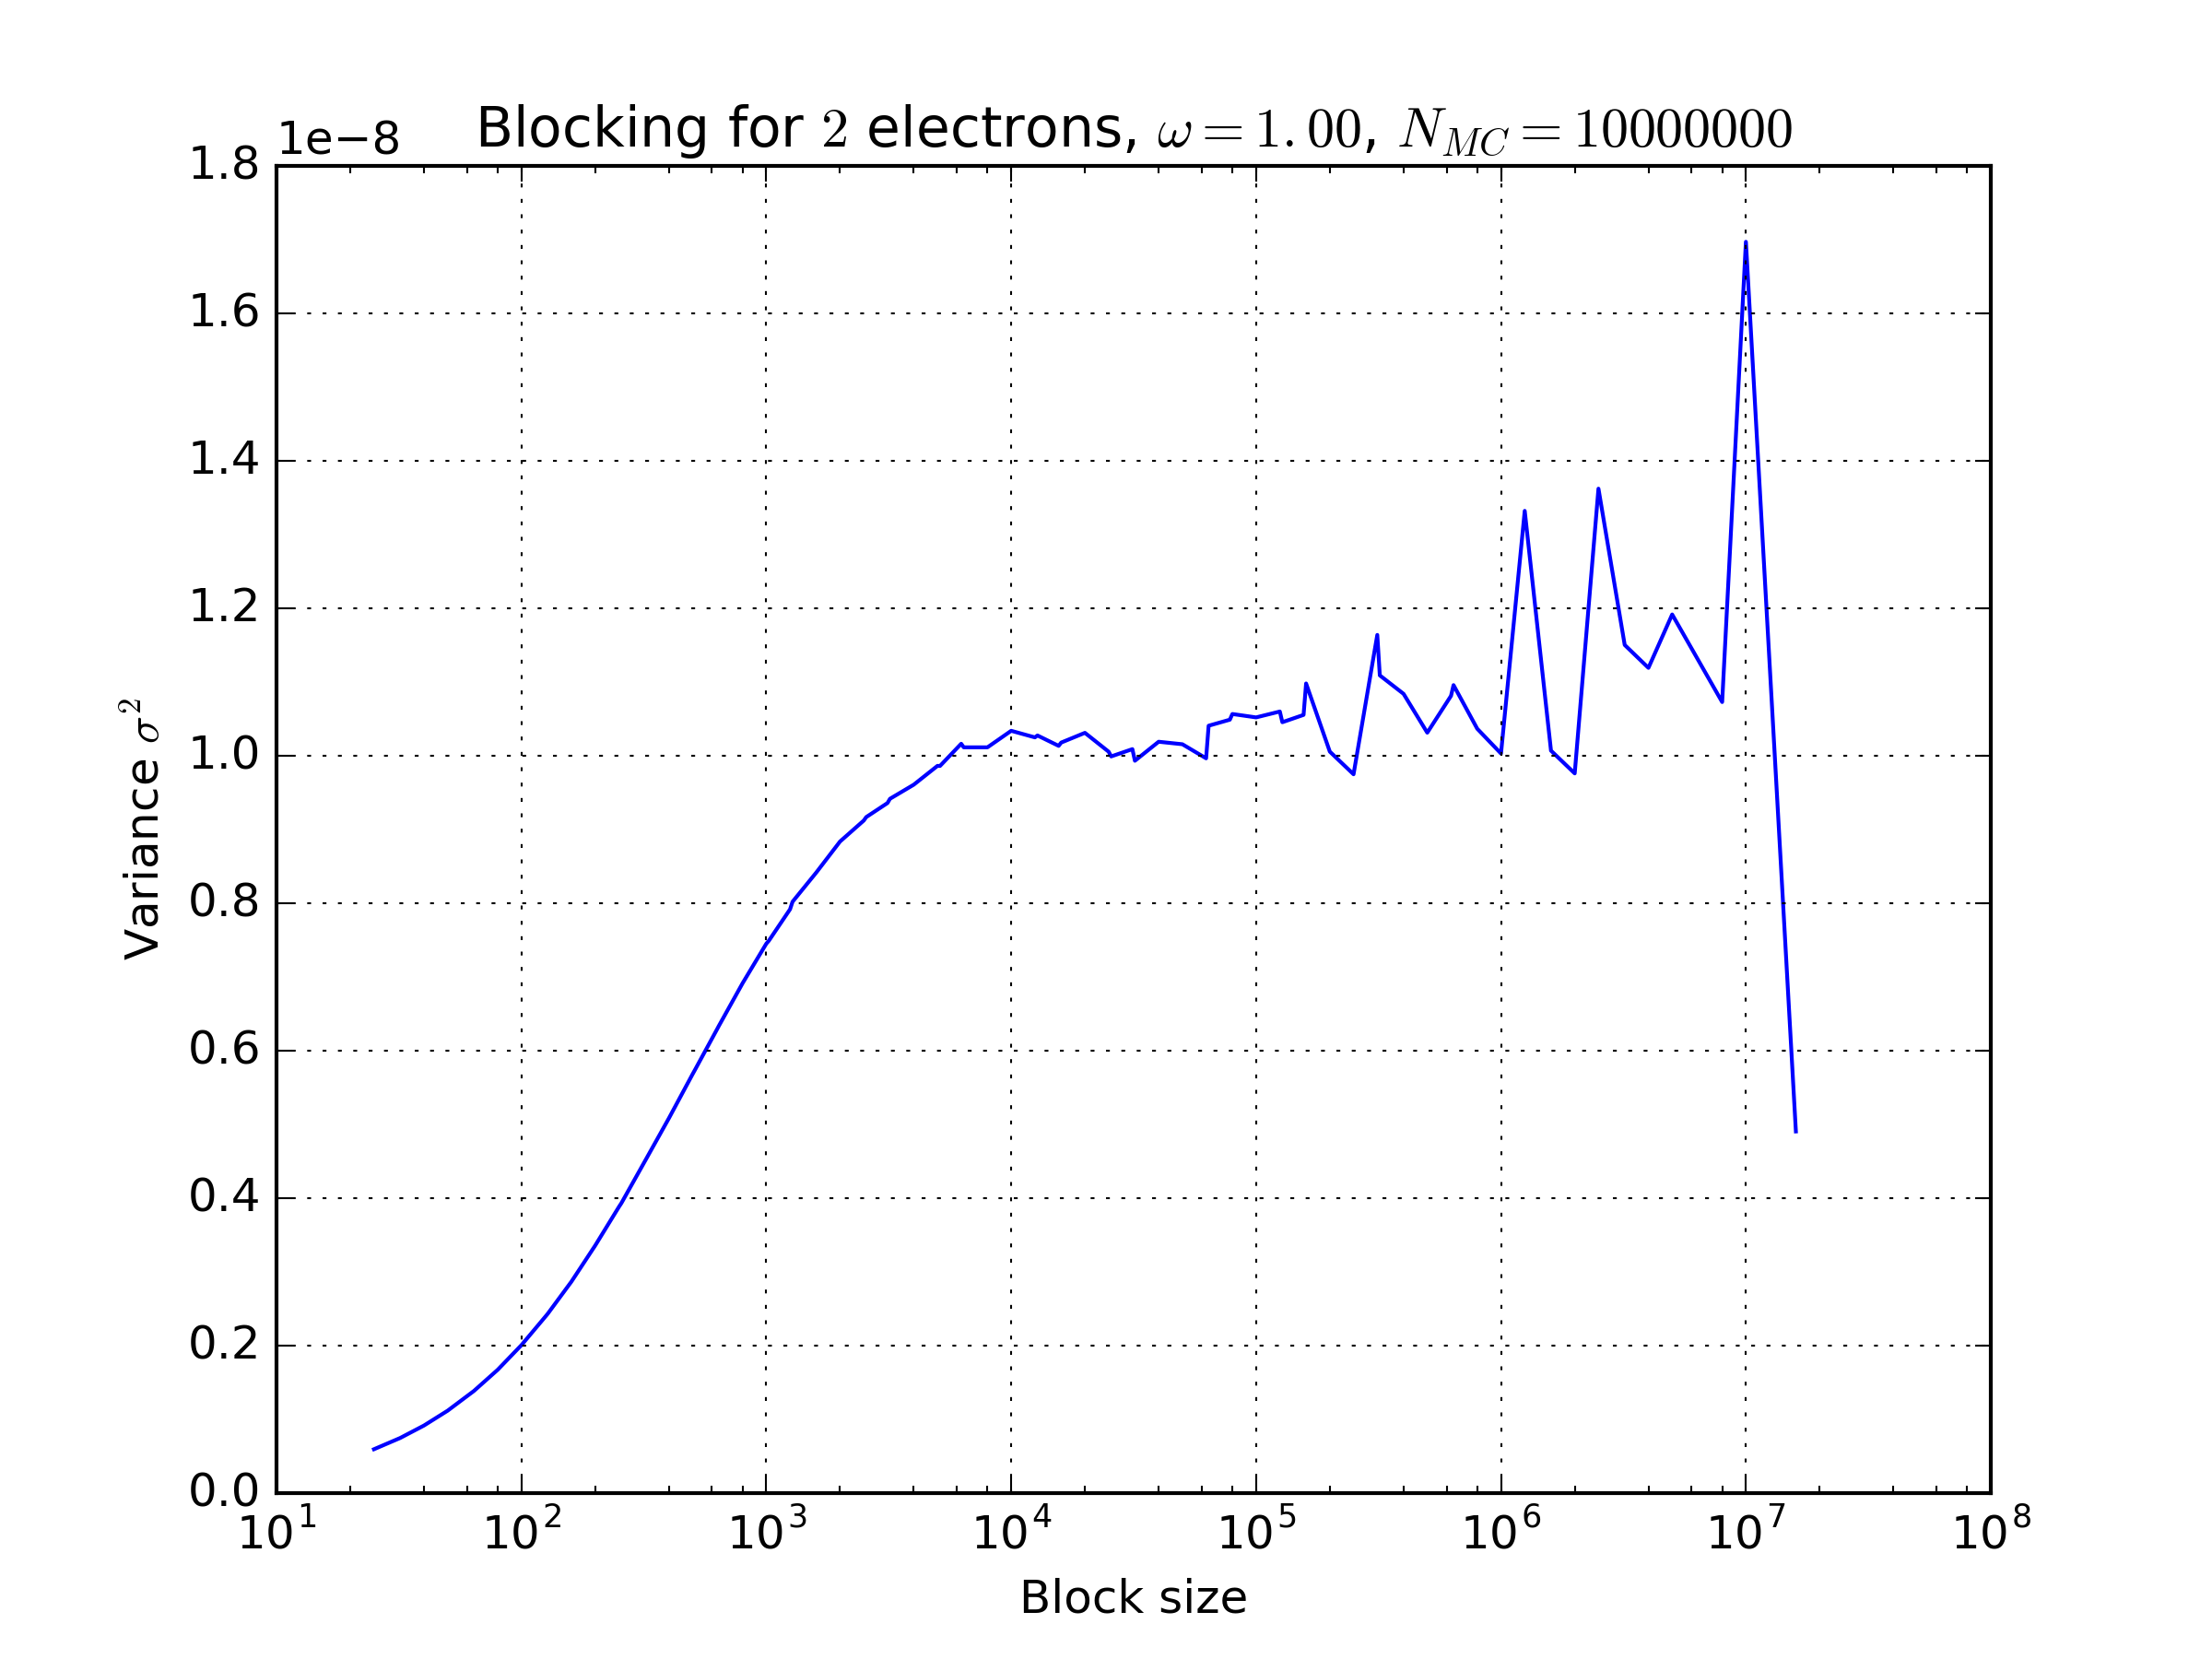 Blocking for 2 electrons, ω = 1.00, N_MC = 10000000
1e−8
1.8
1.6
1.4
1.2
1.0
0.8
0.6
0.4
0.2
0.0
Variance σ²
10¹ 10² 10³ 10⁴ 10⁵ 10⁶ 10⁷ 10⁸
Block size